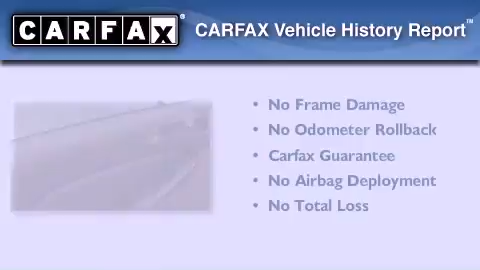 CARFAX® CARFAX Vehicle History Report™
• No Frame Damage
• No Odometer Rollback
• Carfax Guarantee
• No Airbag Deployment
• No Total Loss